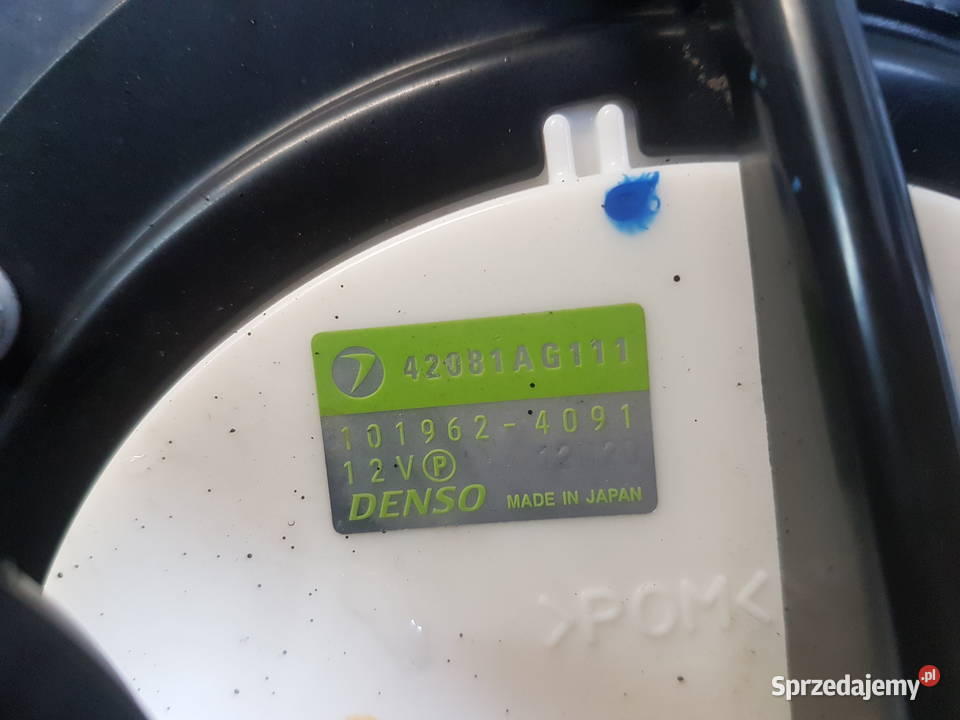 42081AG111
101962-4091
12V Ⓟ
DENSO MADE IN JAPAN
>POM<
Sprzedajemy.pl